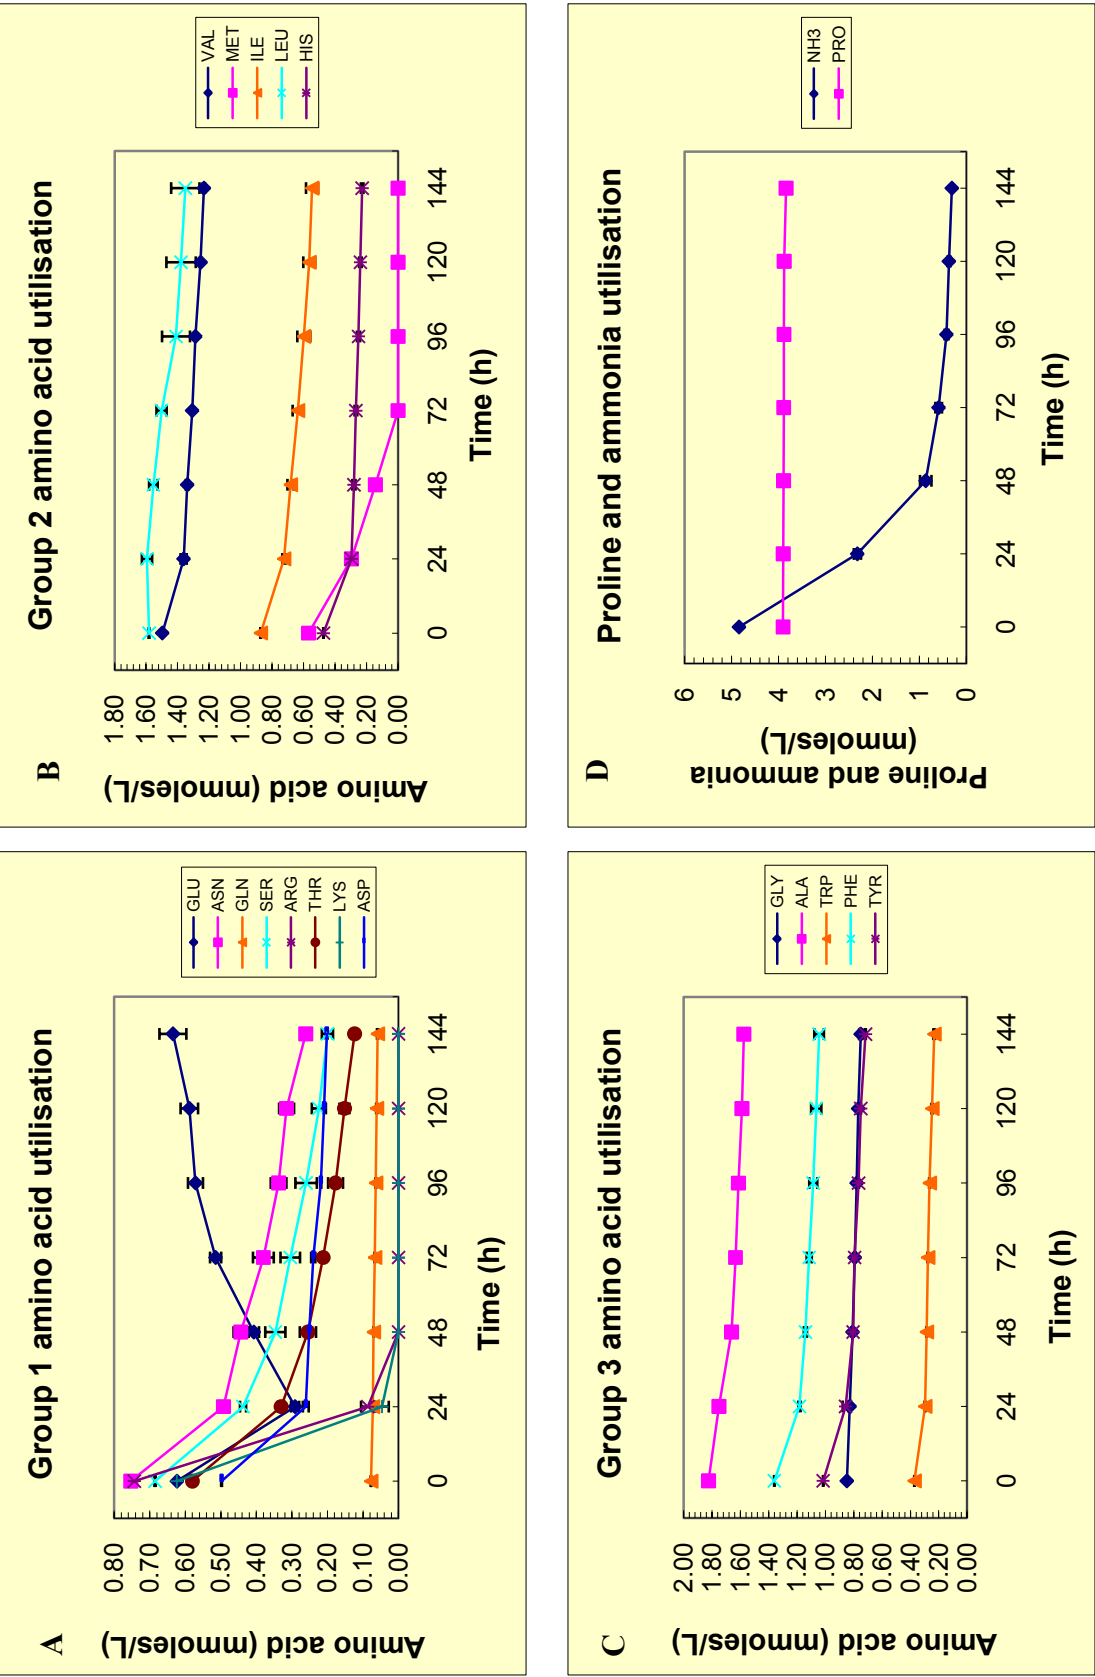 A
Group 1 amino acid utilisation
Amino acid (mmoles/L)
0.80
0.70
0.60
0.50
0.40
0.30
0.20
0.10
0.00
0 24 48 72 96 120 144
Time (h)
GLU
ASN
GLN
SER
ARG
THR
LYS
ASP
B
Group 2 amino acid utilisation
Amino acid (mmoles/L)
1.80
1.60
1.40
1.20
1.00
0.80
0.60
0.40
0.20
0.00
0 24 48 72 96 120 144
Time (h)
VAL
MET
ILE
LEU
HIS
C
Group 3 amino acid utilisation
Amino acid (mmoles/L)
2.00
1.80
1.60
1.40
1.20
1.00
0.80
0.60
0.40
0.20
0.00
0 24 48 72 96 120 144
Time (h)
GLY
ALA
TRP
PHE
TYR
D
Proline and ammonia utilisation
Proline and ammonia
(mmoles/L)
6
5
4
3
2
1
0
0 24 48 72 96 120 144
Time (h)
NH3
PRO